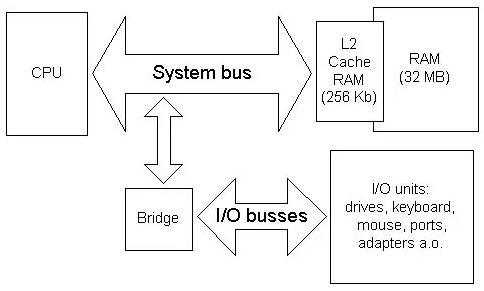 CPU
System bus
L2
Cache
RAM
(256 Kb)
RAM
(32 MB)
Bridge
I/O busses
I/O units:
drives, keyboard,
mouse, ports,
adapters a.o.